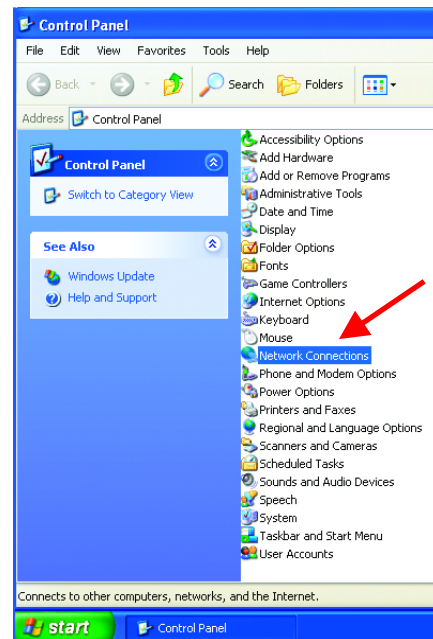 Control Panel
File Edit View Favorites Tools Help
Back Search Folders
Address Control Panel
Control Panel
Switch to Category View
See Also
Windows Update
Help and Support
Accessibility Options
Add Hardware
Add or Remove Programs
Administrative Tools
Date and Time
Display
Folder Options
Fonts
Game Controllers
Internet Options
Keyboard
Mouse
Network Connections
Phone and Modem Options
Power Options
Printers and Faxes
Regional and Language Options
Scanners and Cameras
Scheduled Tasks
Sounds and Audio Devices
Speech
System
Taskbar and Start Menu
User Accounts
Connects to other computers, networks, and the Internet.
start Control Panel